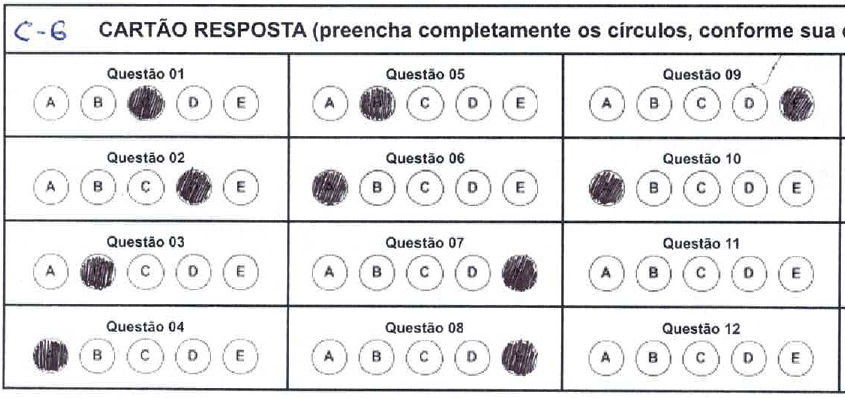 C-6 CARTÃO RESPOSTA (preencha completamente os círculos, conforme sua
Questão 01 Questão 05 Questão 09
A B D E A C D E A B C D
Questão 02 Questão 06 Questão 10
A B C E B C D E B C D E
Questão 03 Questão 07 Questão 11
A C D E A B C D A B C D E
Questão 04 Questão 08 Questão 12
B C D E A B C D A B C D E